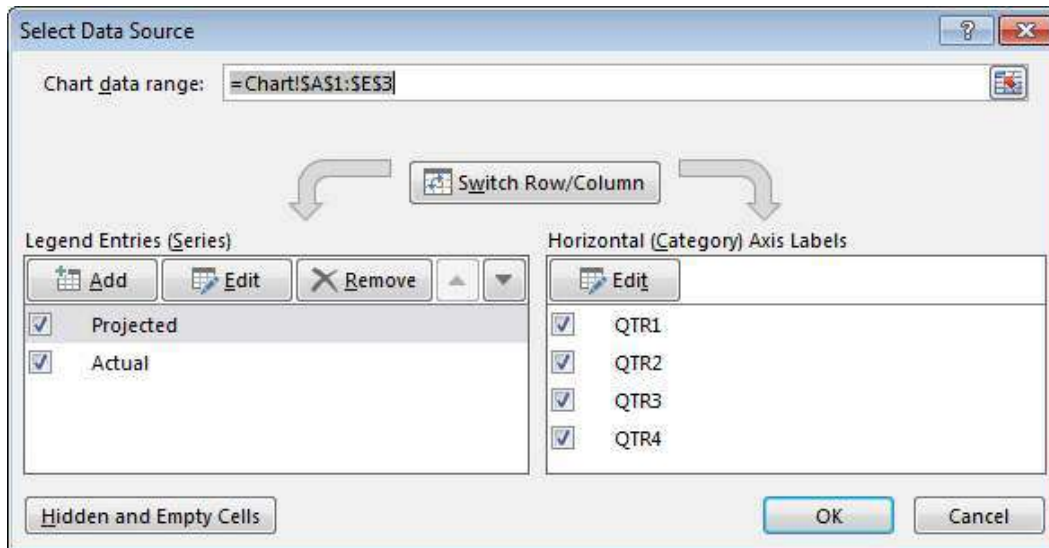 Select Data Source
Chart data range: =Chart!$A$1:$E$3
Switch Row/Column
Legend Entries (Series)
Add Edit Remove
Projected
Actual
Horizontal (Category) Axis Labels
Edit
QTR1
QTR2
QTR3
QTR4
Hidden and Empty Cells
OK Cancel